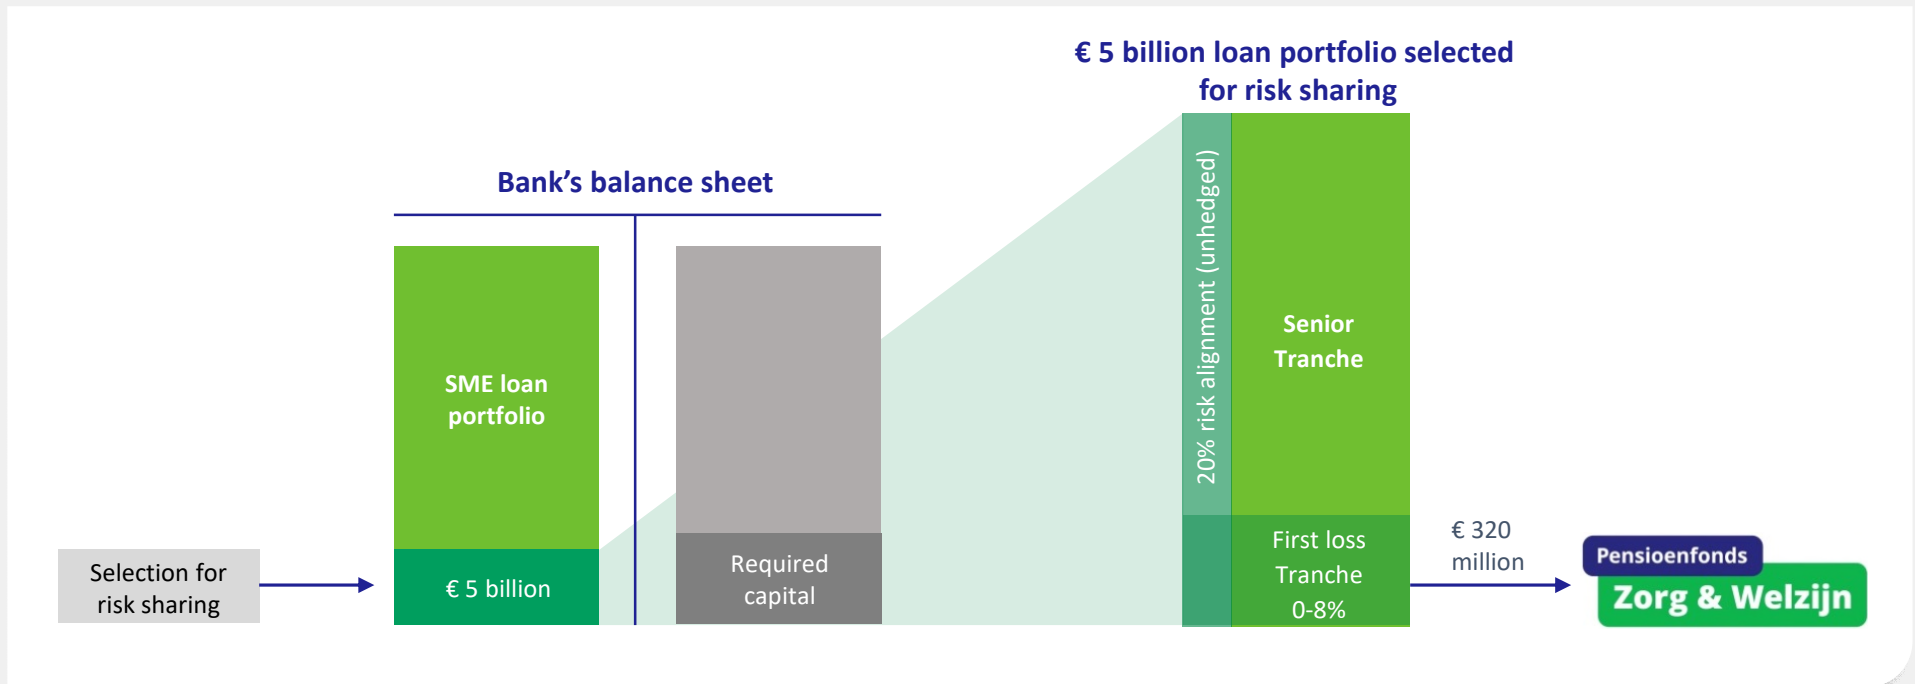 € 5 billion loan portfolio selected
for risk sharing
Bank’s balance sheet
SME loan
portfolio
€ 5 billion
Required
capital
Selection for
risk sharing
20% risk alignment (unhedged)
Senior
Tranche
First loss
Tranche
0-8%
€ 320
million
Pensioenfonds
Zorg & Welzijn